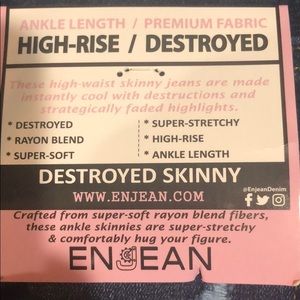 ANKLE LENGTH / PREMIUM FABRIC
HIGH-RISE / DESTROYED
These high-waist skinny jeans are made
instantly cool with destructions and
strategically faded highlights.
* DESTROYED
* RAYON BLEND
* SUPER-SOFT
* SUPER-STRETCHY
* HIGH-RISE
* ANKLE LENGTH
DESTROYED SKINNY
WWW.ENJEAN.COM
@EnjeanDenim
Crafted from super-soft rayon blend fibers,
these ankle skinnies are super-stretchy
& comfortably hug your figure.
ENJEAN